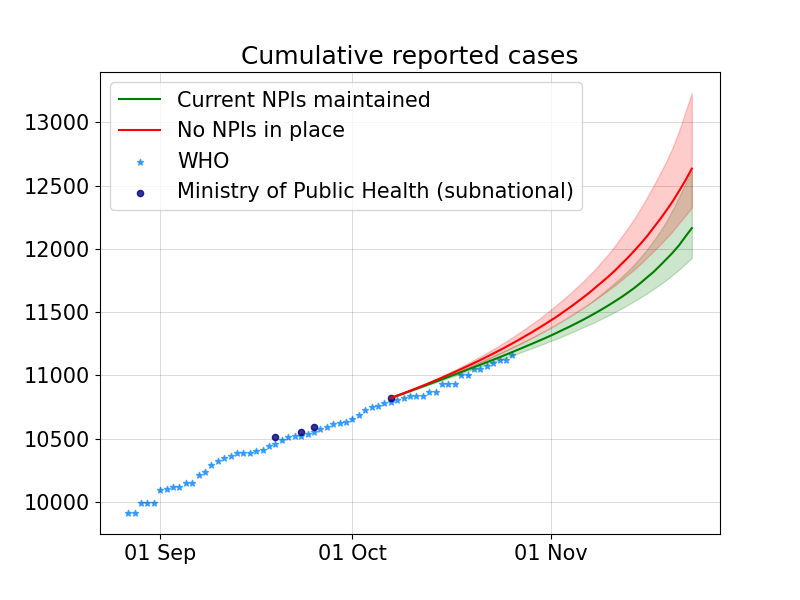 Cumulative reported cases
Current NPIs maintained
No NPIs in place
WHO
Ministry of Public Health (subnational)
13000
12500
12000
11500
11000
10500
10000
01 Sep
01 Oct
01 Nov